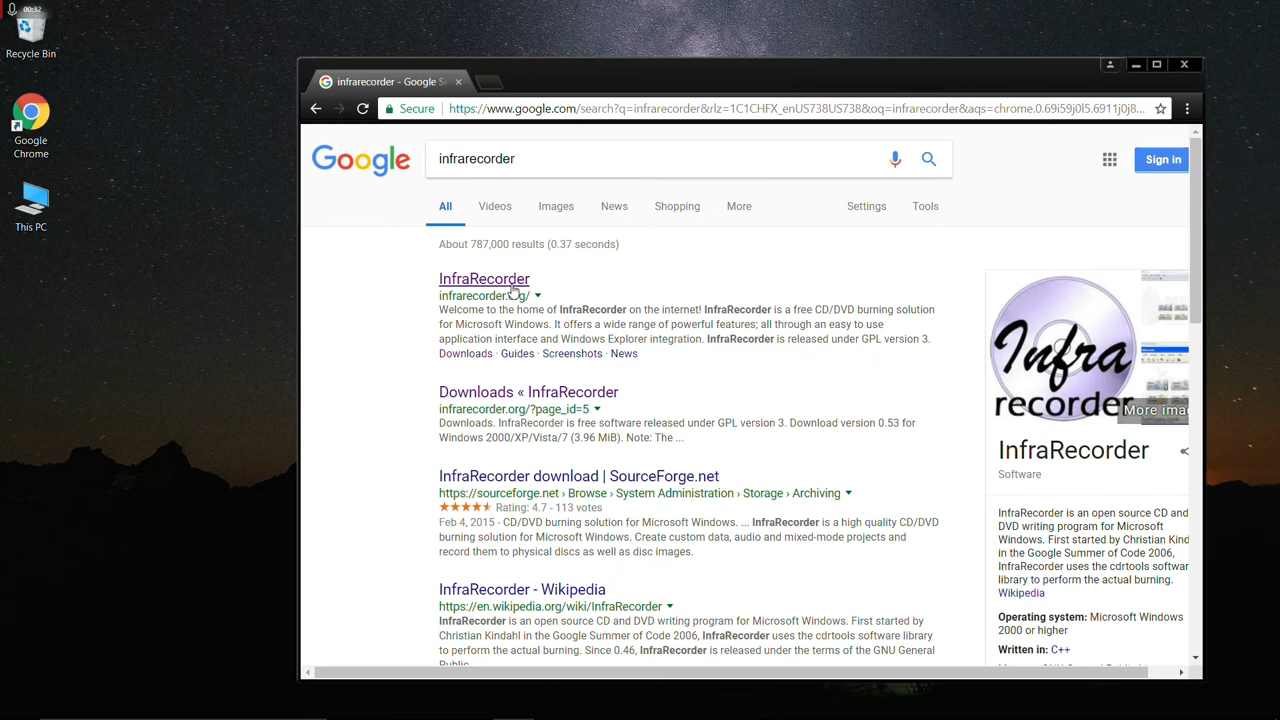 00:32
Recycle Bin
Google
Chrome
This PC
infrarecorder - Google S
Secure
https://www.google.com/search?q=infrarecorder&rlz=1C1CHFX_enUS738US738&oq=infrarecorder&aqs=chrome.0.69i59j0l5.6911j0j8...
Google
infrarecorder
Sign in
All
Videos
Images
News
Shopping
More
Settings
Tools
About 787,000 results (0.37 seconds)
InfraRecorder
infrarecorder.org/
Welcome to the home of InfraRecorder on the internet! InfraRecorder is a free CD/DVD burning solution
for Microsoft Windows. It offers a wide range of powerful features; all through an easy to use
application interface and Windows Explorer integration. InfraRecorder is released under GPL version 3.
Downloads · Guides · Screenshots · News
Downloads « InfraRecorder
infrarecorder.org/?page_id=5
Downloads. InfraRecorder is free software released under GPL version 3. Download version 0.53 for
Windows 2000/XP/Vista/7 (3.96 MiB). Note: The ...
InfraRecorder download | SourceForge.net
https://sourceforge.net › Browse › System Administration › Storage › Archiving
Rating: 4.7 - 113 votes
Feb 4, 2015 - CD/DVD burning solution for Microsoft Windows. ... InfraRecorder is a high quality CD/DVD
burning solution for Microsoft Windows. Create custom data, audio and mixed-mode projects and
record them to physical discs as well as disc images.
InfraRecorder - Wikipedia
https://en.wikipedia.org/wiki/InfraRecorder
InfraRecorder is an open source CD and DVD writing program for Microsoft Windows. First started by
Christian Kindahl in the Google Summer of Code 2006, InfraRecorder uses the cdrtools software library
to perform the actual burning. Since 0.46, InfraRecorder is released under the terms of the GNU General
Public
Infra
recorder
More imag
InfraRecorder
Software
InfraRecorder is an open source CD and
DVD writing program for Microsoft
Windows. First started by Christian Kind
in the Google Summer of Code 2006,
InfraRecorder uses the cdrtools software
library to perform the actual burning.
Wikipedia
Operating system: Microsoft Windows
2000 or higher
Written in: C++